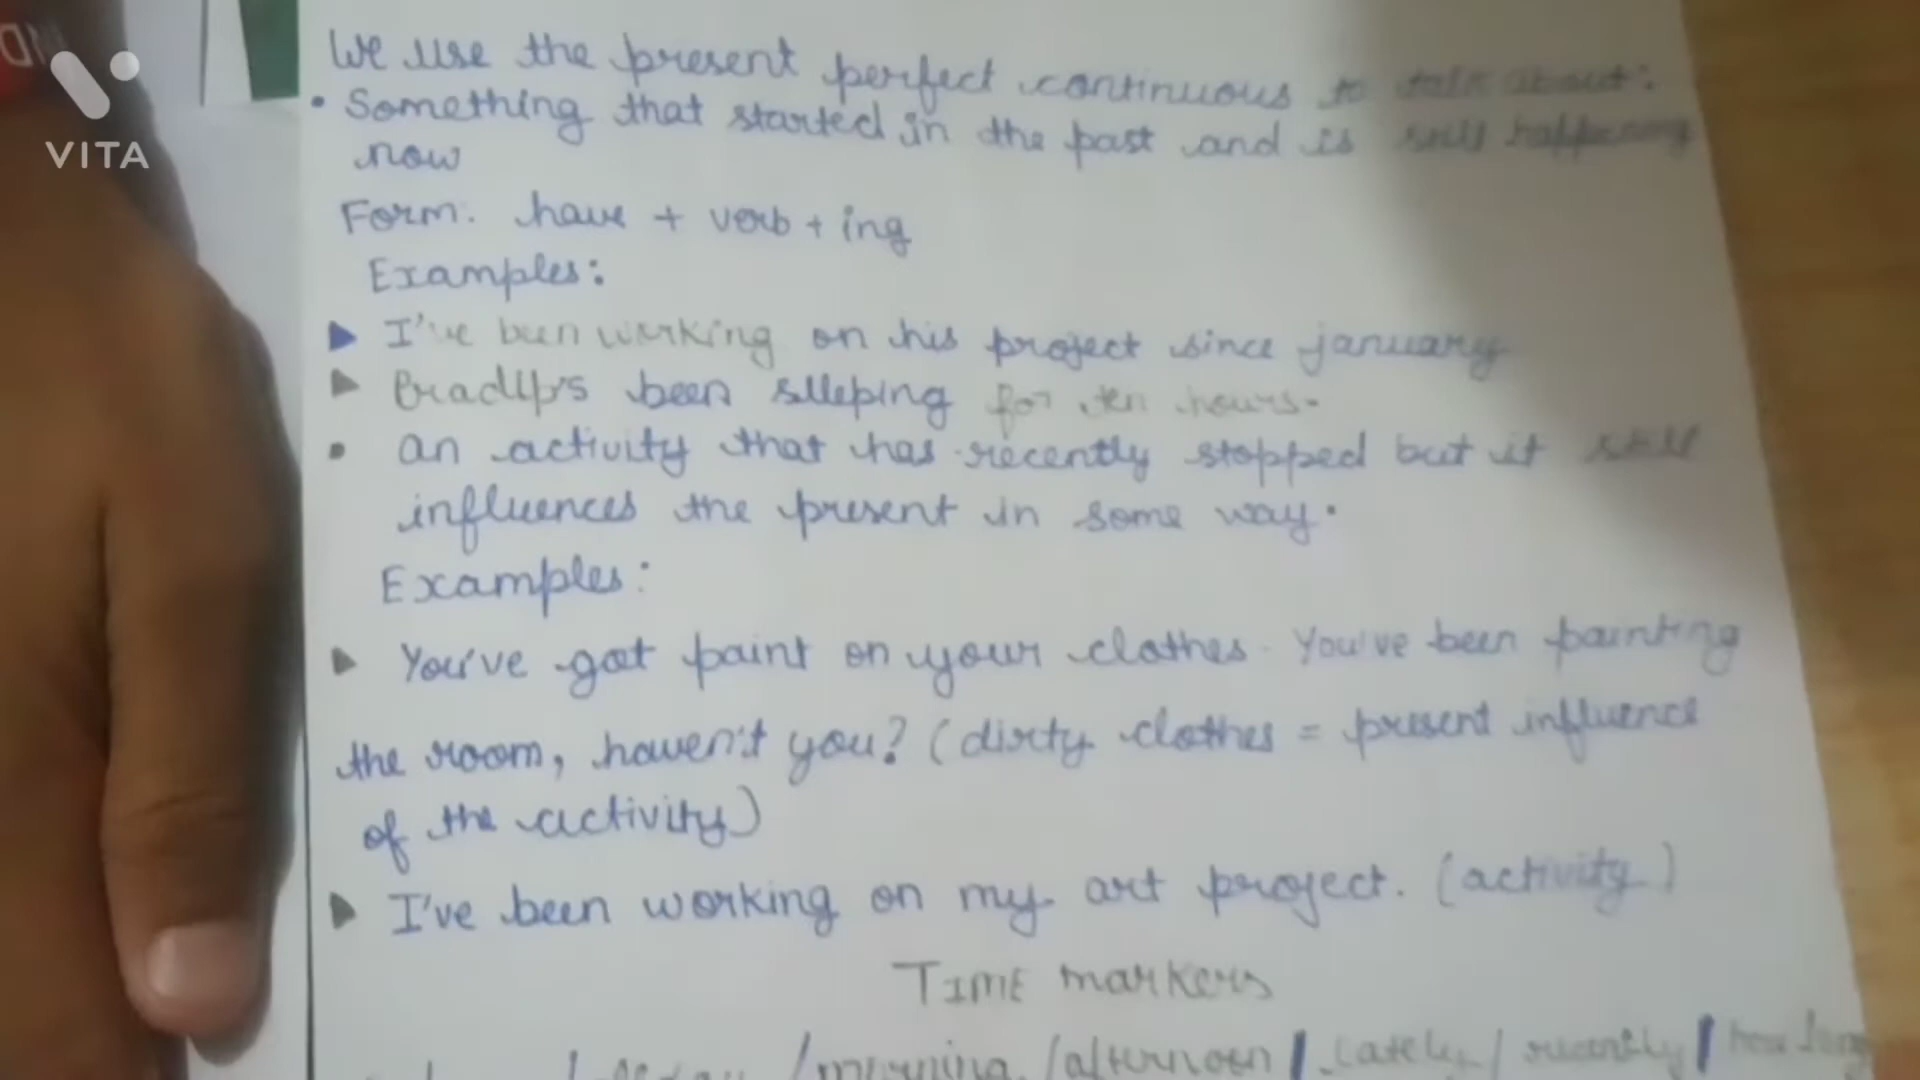 VITA
We use the present perfect continuous to talk about:
• Something that started in the past and is still happening
now
Form: have + verb + ing
Examples:
▶ I've been working on his project since january
▶ been slleping for ten hours.
• an activity that has recently stopped but it still
influences the present in some way.
Examples:
▶ You've got paint on your clothes. You've been painting
the room, haven't you? (dirty clothes = present influence
of the activity)
▶ I've been working on my art project. (activity)
TIME markers
/ morning /afternoon / Lately / recently / how long